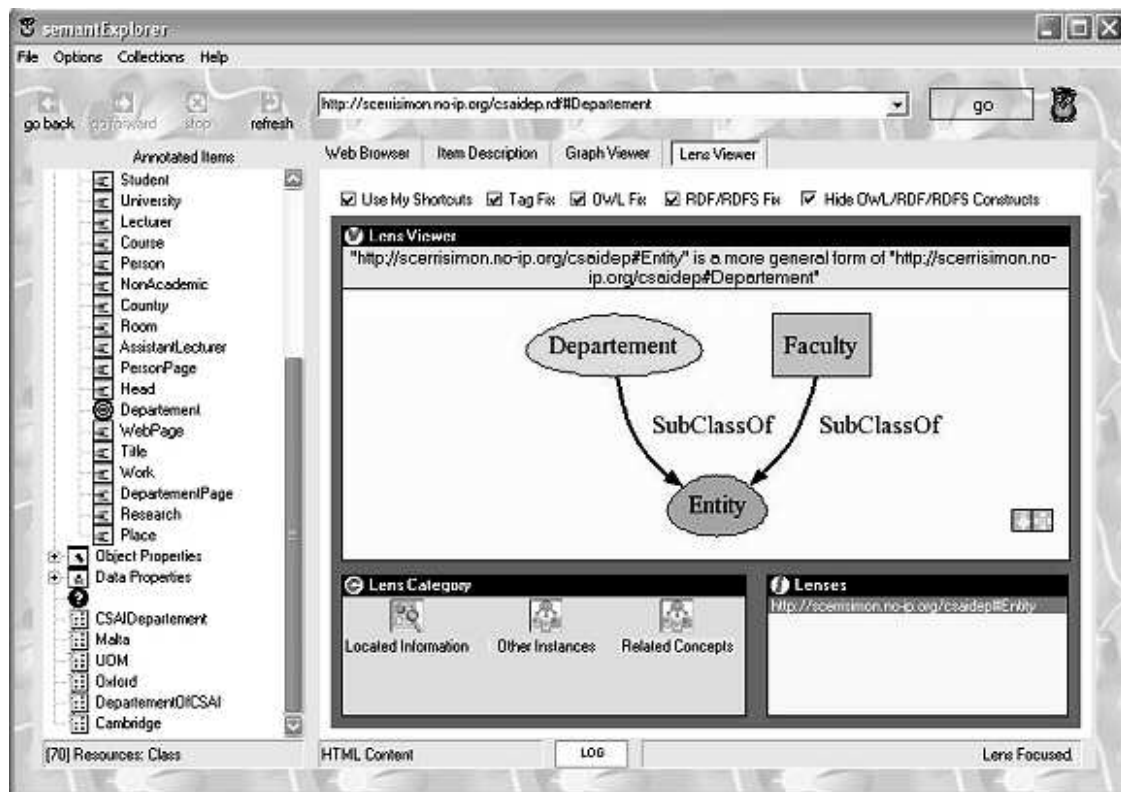 semantExplorer
File Options Collections Help
http://scerrisimon.no-ip.org/csaidep.rdf#Departement
go
go back go forward stop refresh
Annotated Items
Web Browser Item Description Graph Viewer Lens Viewer
Student
University
Lecturer
Course
Person
NonAcademic
Country
Room
AssistantLecturer
PersonPage
Head
Departement
WebPage
Title
Work
DepartementPage
Research
Place
Object Properties
Data Properties
CSAIDepartement
Malta
UOM
Oxford
DepartementOfCSAI
Cambridge
Use My Shortcuts Tag Fix OWL Fix RDF/RDFS Fix Hide OWL/RDF/RDFS Constructs
Lens Viewer
"http://scerrisimon.no-ip.org/csaidep#Entity" is a more general form of "http://scerrisimon.no-
ip.org/csaidep#Departement"
Departement Faculty
SubClassOf SubClassOf
Entity
Lens Category
Located Information Other Instances Related Concepts
Lenses
http://scerrisimon.no-ip.org/csaidep#Entity
[70] Resources: Class
HTML Content LOG Lens Focused